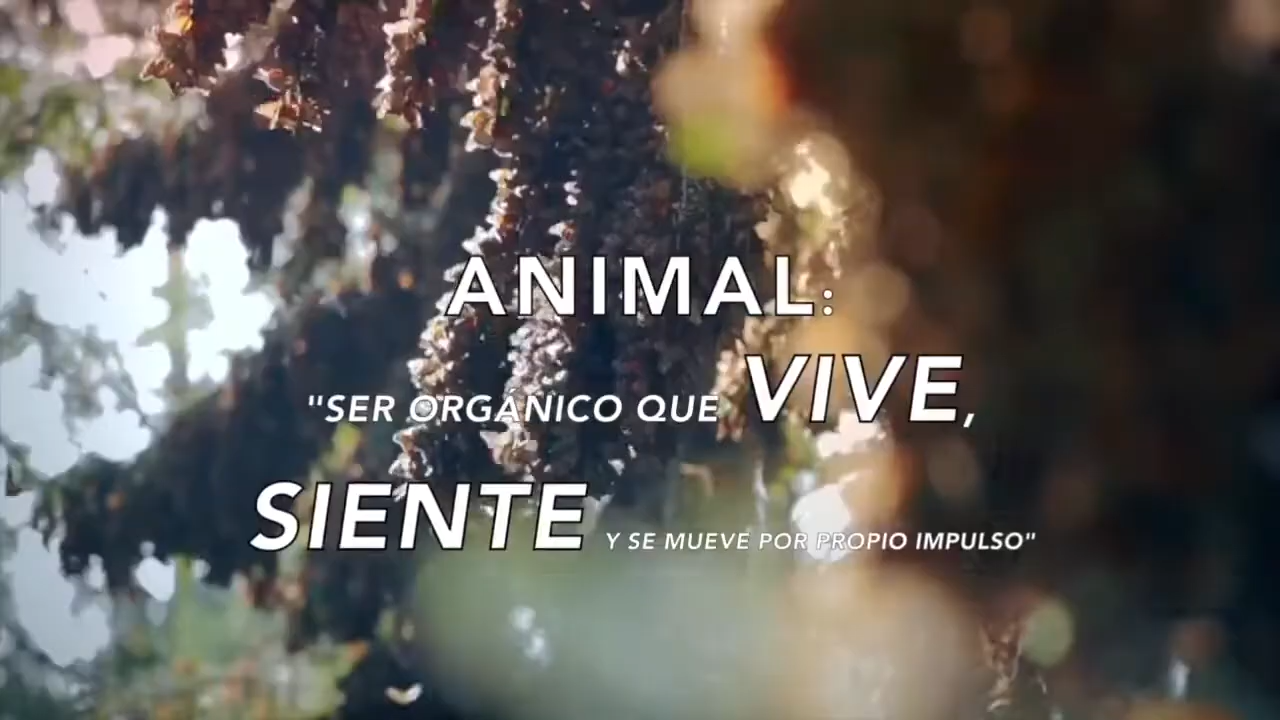 ANIMAL:
"SER ORGÁNICO QUE VIVE,
SIENTE Y SE MUEVE POR PROPIO IMPULSO"